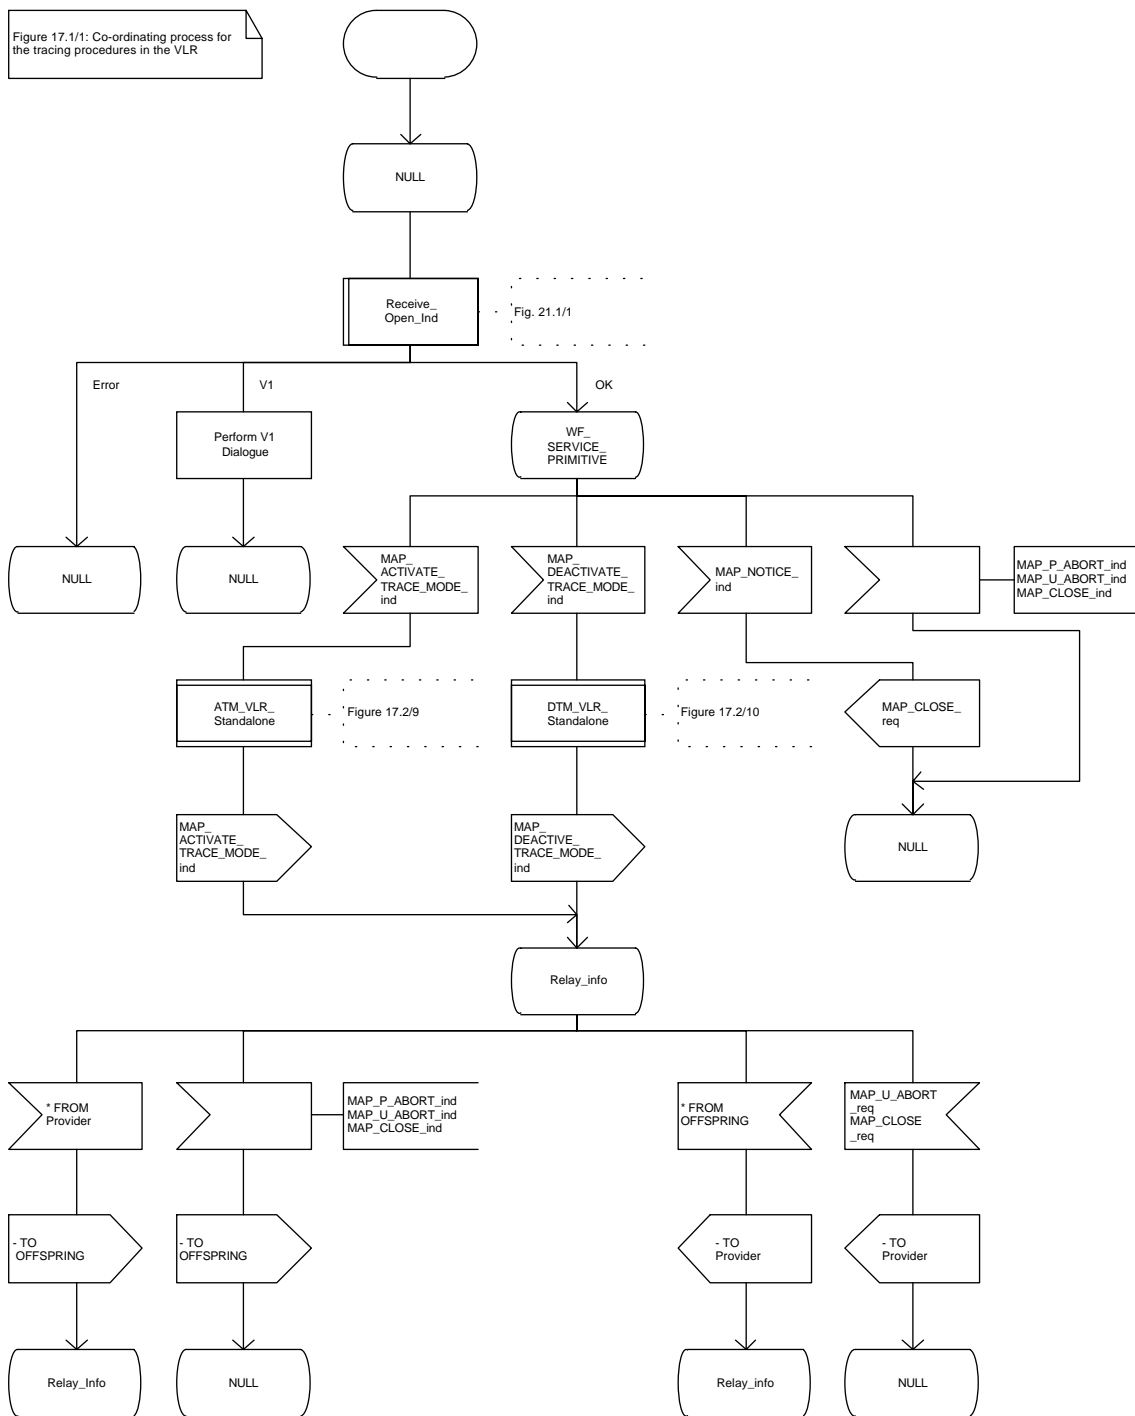 Figure 17.1/1: Co-ordinating process for
the tracing procedures in the VLR
NULL
Receive_
Open_Ind
Fig. 21.1/1
Error
V1
OK
Perform V1
Dialogue
WF_
SERVICE_
PRIMITIVE
NULL
NULL
MAP_
ACTIVATE_
TRACE_MODE_
ind
MAP_
DEACTIVATE_
TRACE_MODE_
ind
MAP_NOTICE_
ind
MAP_P_ABORT_ind
MAP_U_ABORT_ind
MAP_CLOSE_ind
ATM_VLR_
Standalone
Figure 17.2/9
DTM_VLR_
Standalone
Figure 17.2/10
MAP_CLOSE_
req
MAP_
ACTIVATE_
TRACE_MODE_
ind
MAP_
DEACTIVE_
TRACE_MODE_
ind
NULL
Relay_info
* FROM
Provider
MAP_P_ABORT_ind
MAP_U_ABORT_ind
MAP_CLOSE_ind
* FROM
OFFSPRING
MAP_U_ABORT
_req
MAP_CLOSE
_req
- TO
OFFSPRING
- TO
OFFSPRING
- TO
Provider
- TO
Provider
Relay_Info
NULL
Relay_info
NULL